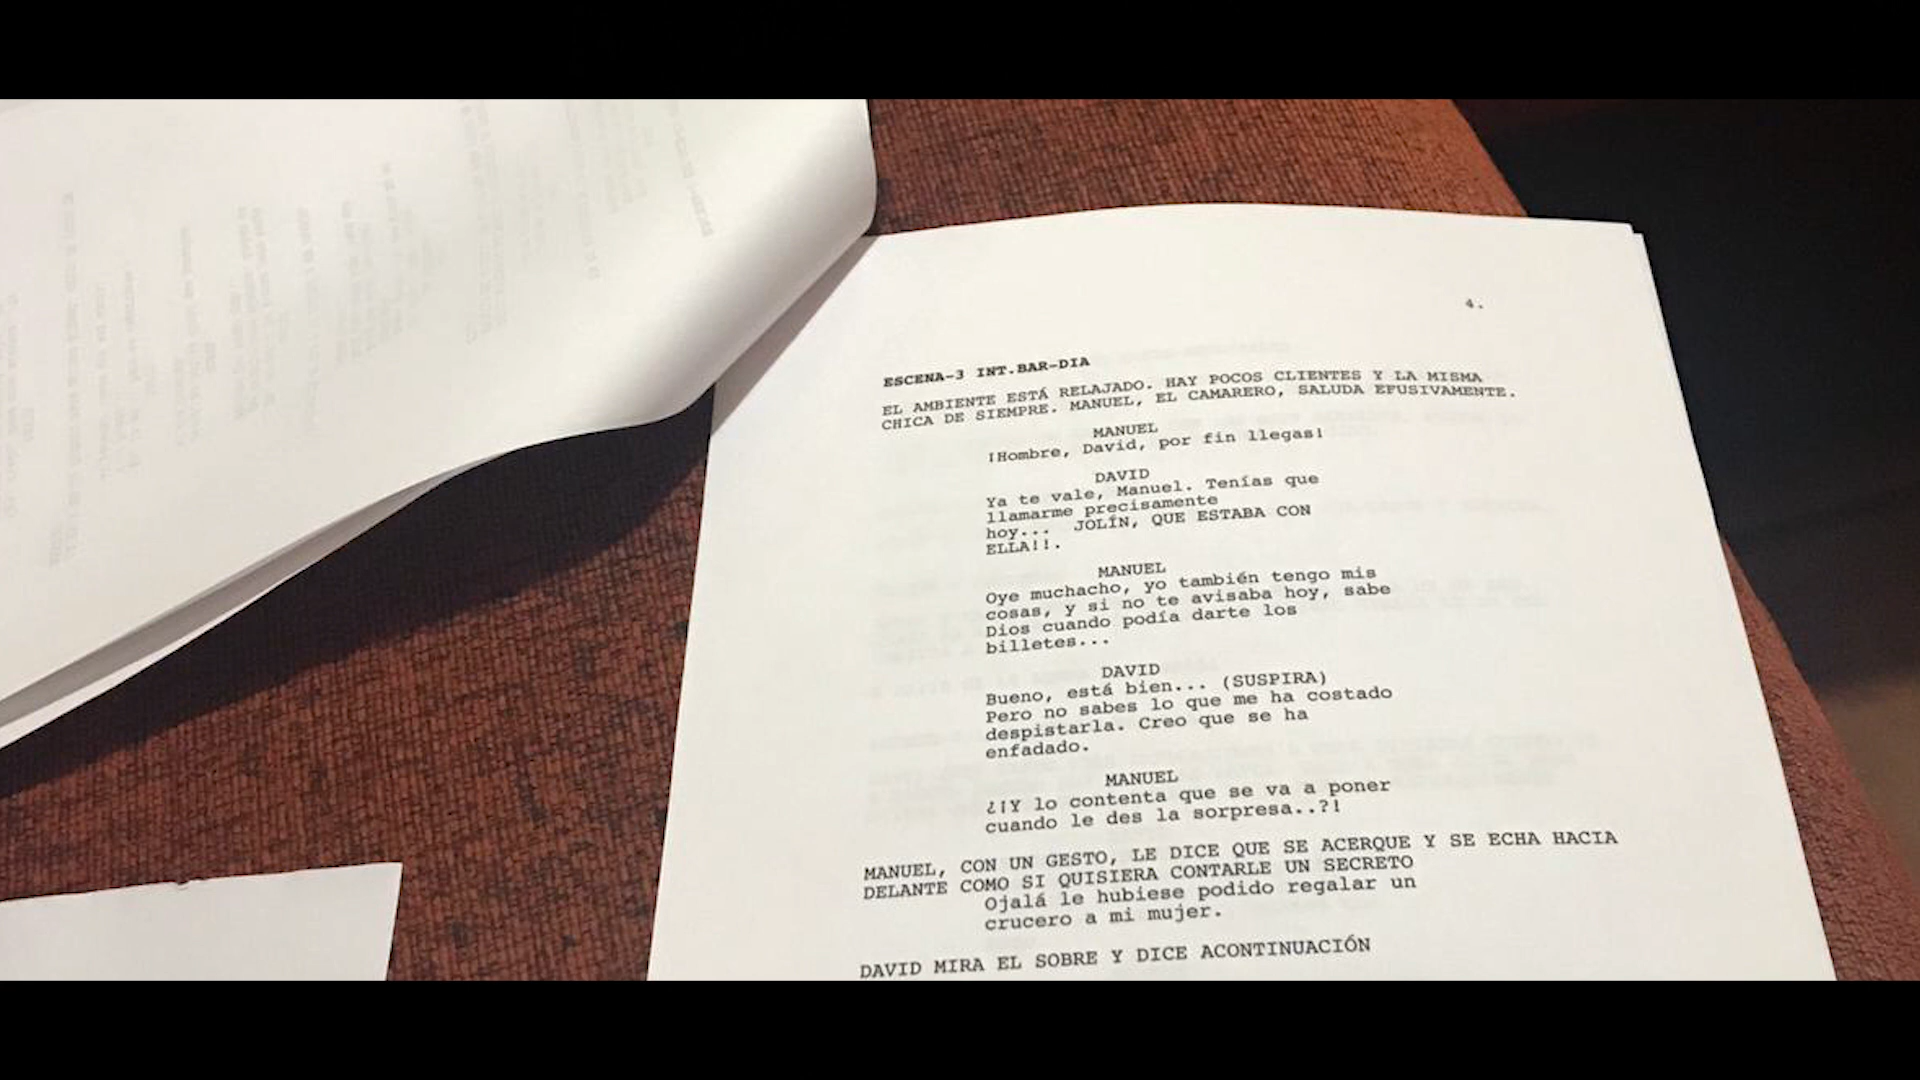 4.
ESCENA-3 INT.BAR-DIA
EL AMBIENTE ESTÁ RELAJADO. HAY POCOS CLIENTES Y LA MISMA
CHICA DE SIEMPRE. MANUEL, EL CAMARERO, SALUDA EFUSIVAMENTE.
MANUEL
¡Hombre, David, por fin llegas!
DAVID
Ya te vale, Manuel. Tenías que
llamarme precisamente
hoy... JOLÍN, QUE ESTABA CON
ELLA!!.
MANUEL
Oye muchacho, yo también tengo mis
cosas, y si no te avisaba hoy, sabe
Dios cuando podía darte los
billetes...
DAVID
Bueno, está bien... (SUSPIRA)
Pero no sabes lo que me ha costado
despistarla. Creo que se ha
enfadado.
MANUEL
¿¡Y lo contenta que se va a poner
cuando le des la sorpresa..?!
MANUEL, CON UN GESTO, LE DICE QUE SE ACERQUE Y SE ECHA HACIA
DELANTE COMO SI QUISIERA CONTARLE UN SECRETO
Ojalá le hubiese podido regalar un
crucero a mi mujer.
DAVID MIRA EL SOBRE Y DICE ACONTINUACIÓN